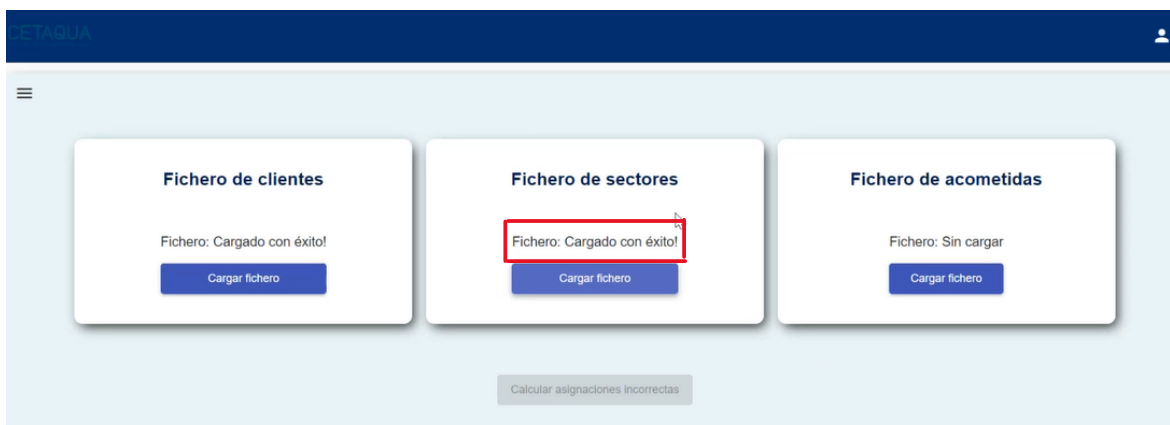 CETAQUA
Fichero de clientes
Fichero: Cargado con éxito!
Cargar fichero
Fichero de sectores
Fichero: Cargado con éxito!
Cargar fichero
Fichero de acometidas
Fichero: Sin cargar
Cargar fichero
Calcular asignaciones incorrectas